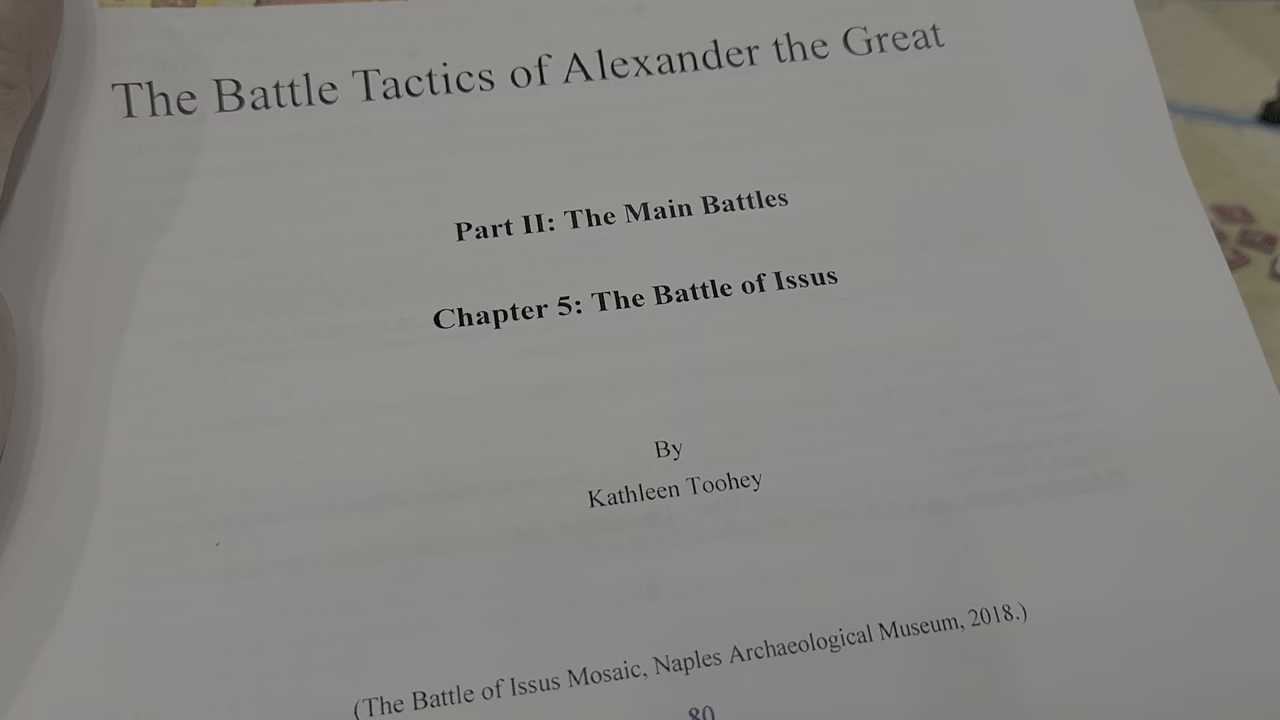 The Battle Tactics of Alexander the Great
Part II: The Main Battles
Chapter 5: The Battle of Issus
By
Kathleen Toohey
(The Battle of Issus Mosaic, Naples Archaeological Museum, 2018.)
80